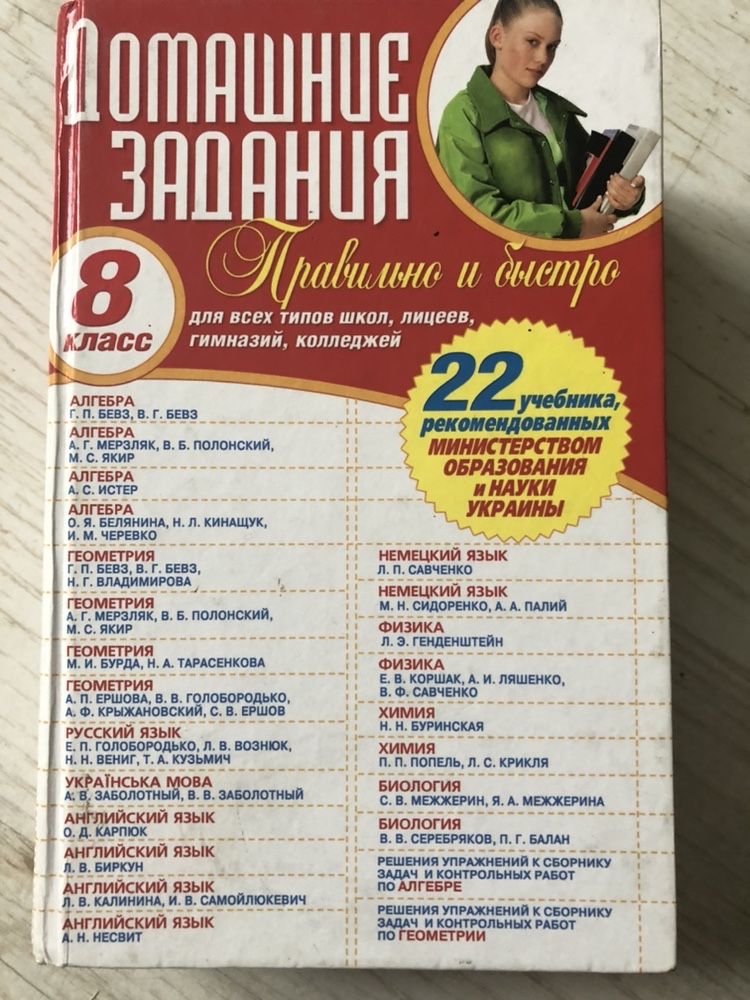 ДОМАШНИЕ
ЗАДАНИЯ
Правильно и быстро
8
класс
для всех типов школ, лицеев,
гимназий, колледжей
22 учебника,
рекомендованных
МИНИСТЕРСТВОМ
ОБРАЗОВАНИЯ
и НАУКИ
УКРАИНЫ
АЛГЕБРА
Г. П. БЕВЗ, В. Г. БЕВЗ
АЛГЕБРА
А. Г. МЕРЗЛЯК, В. Б. ПОЛОНСКИЙ,
М. С. ЯКИР
АЛГЕБРА
А. С. ИСТЕР
АЛГЕБРА
О. Я. БЕЛЯНИНА, Н. Л. КИНАЩУК,
И. М. ЧЕРЕВКО
ГЕОМЕТРИЯ
Г. П. БЕВЗ, В. Г. БЕВЗ,
Н. Г. ВЛАДИМИРОВА
ГЕОМЕТРИЯ
А. Г. МЕРЗЛЯК, В. Б. ПОЛОНСКИЙ,
М. С. ЯКИР
ГЕОМЕТРИЯ
М. И. БУРДА, Н. А. ТАРАСЕНКОВА
ГЕОМЕТРИЯ
А. П. ЕРШОВА, В. В. ГОЛОБОРОДЬКО,
А. Ф. КРЫЖАНОВСКИЙ, С. В. ЕРШОВ
РУССКИЙ ЯЗЫК
Е. П. ГОЛОБОРОДЬКО, Л. В. ВОЗНЮК,
Н. Н. ВЕНИГ, Т. А. КУЗЬМИЧ
УКРАЇНСЬКА МОВА
А. В. ЗАБОЛОТНЫЙ, В. В. ЗАБОЛОТНЫЙ
АНГЛИЙСКИЙ ЯЗЫК
О. Д. КАРПЮК
АНГЛИЙСКИЙ ЯЗЫК
Л. В. БИРКУН
АНГЛИЙСКИЙ ЯЗЫК
Л. В. КАЛИНИНА, И. В. САМОЙЛЮКЕВИЧ
АНГЛИЙСКИЙ ЯЗЫК
А. Н. НЕСВИТ
НЕМЕЦКИЙ ЯЗЫК
Л. П. САВЧЕНКО
НЕМЕЦКИЙ ЯЗЫК
М. Н. СИДОРЕНКО, А. А. ПАЛИЙ
ФИЗИКА
Л. Э. ГЕНДЕНШТЕЙН
ФИЗИКА
Е. В. КОРШАК, А. И. ЛЯШЕНКО,
В. Ф. САВЧЕНКО
ХИМИЯ
Н. Н. БУРИНСКАЯ
ХИМИЯ
П. П. ПОПЕЛЬ, Л. С. КРИКЛЯ
БИОЛОГИЯ
С. В. МЕЖЖЕРИН, Я. А. МЕЖЖЕРИНА
БИОЛОГИЯ
В. В. СЕРЕБРЯКОВ, П. Г. БАЛАН
РЕШЕНИЯ УПРАЖНЕНИЙ К СБОРНИКУ
ЗАДАЧ И КОНТРОЛЬНЫХ РАБОТ
ПО АЛГЕБРЕ
РЕШЕНИЯ УПРАЖНЕНИЙ К СБОРНИКУ
ЗАДАЧ И КОНТРОЛЬНЫХ РАБОТ
ПО ГЕОМЕТРИИ